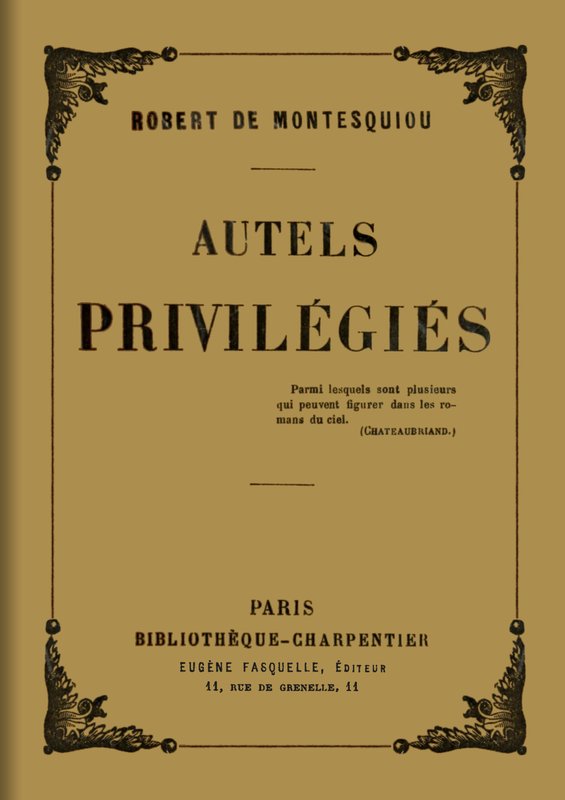 ROBERT DE MONTESQUIOU
AUTELS
PRIVILÉGIÉS
Parmi lesquels sont plusieurs
qui peuvent figurer dans les ro-
mans du ciel.
(CHATEAUBRIAND.)
PARIS
BIBLIOTHÈQUE-CHARPENTIER
EUGÈNE FASQUELLE, ÉDITEUR
11, RUE DE GRENELLE, 11